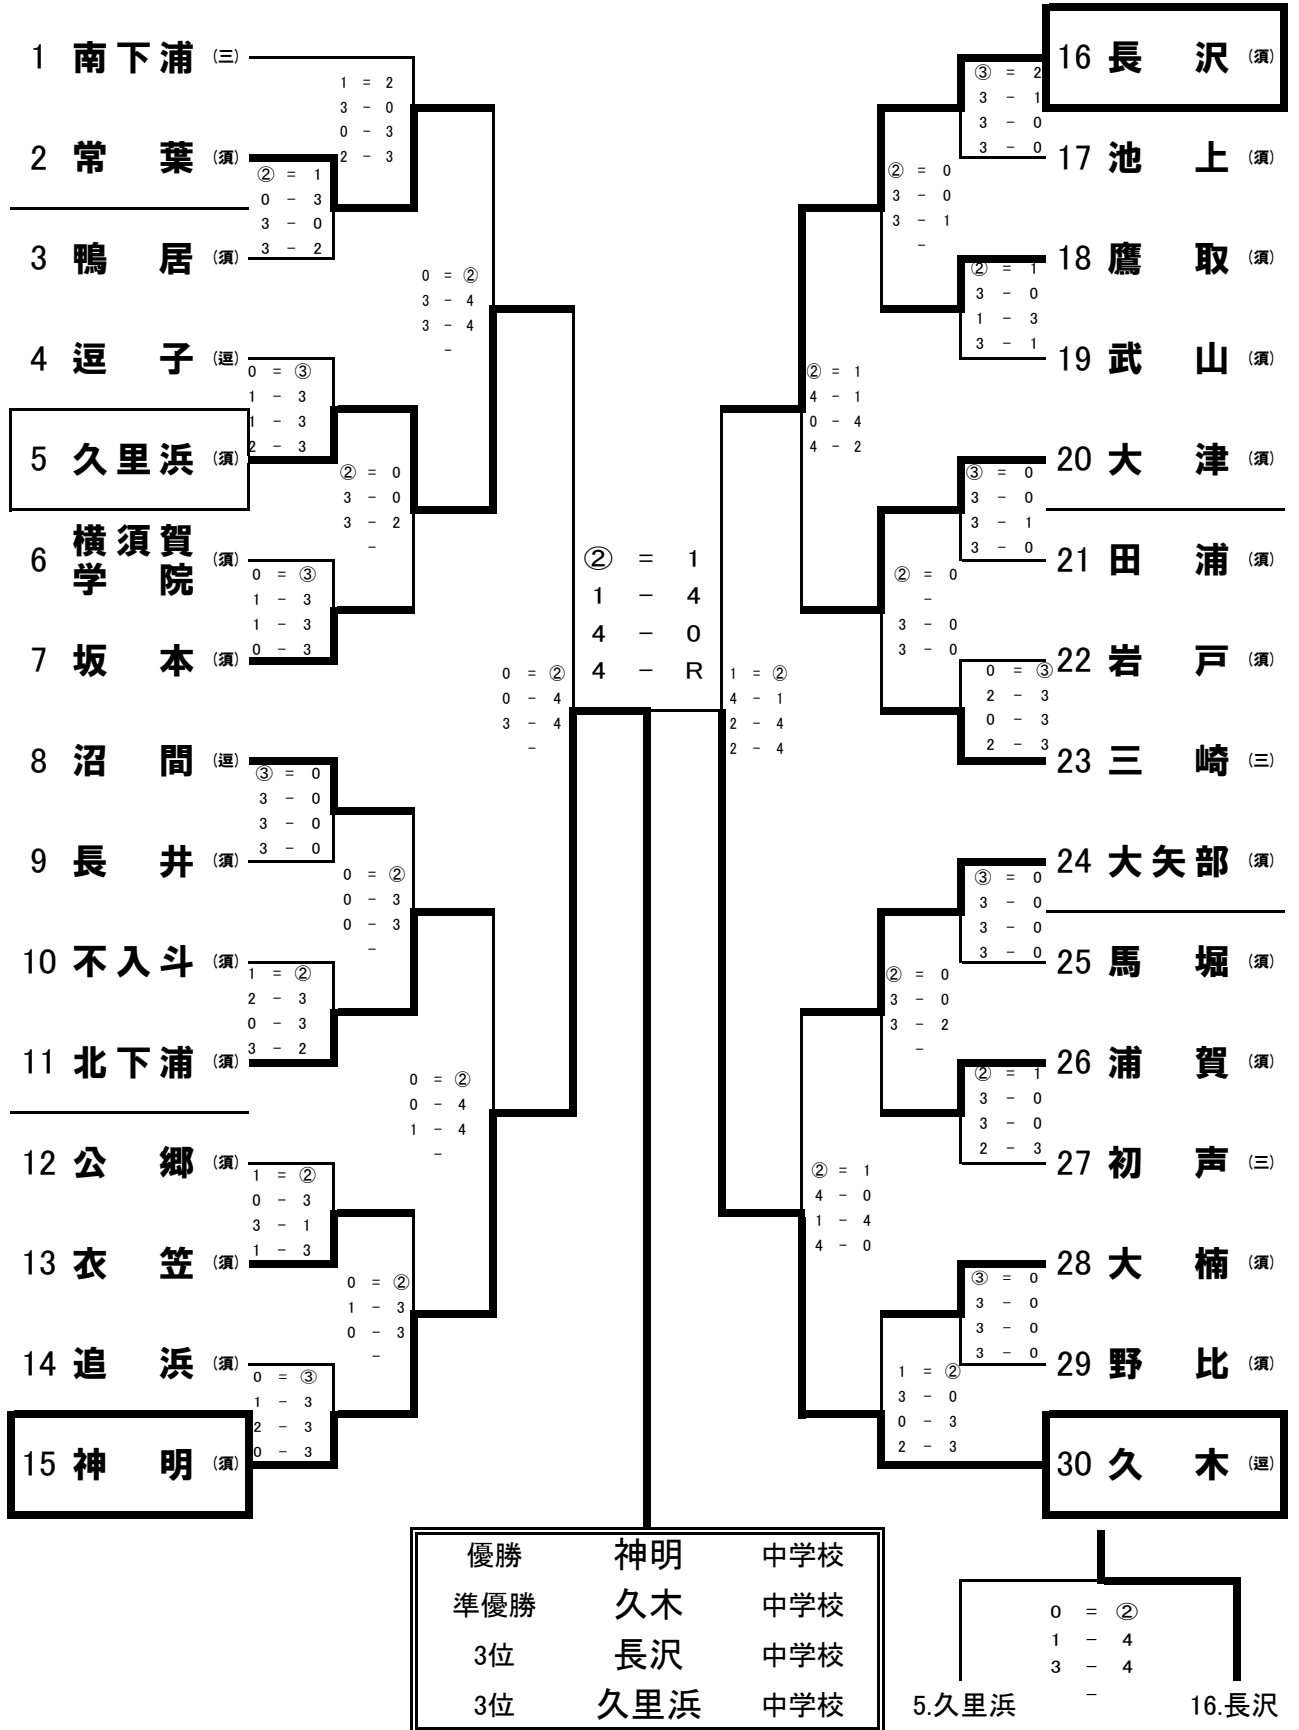 1 南下浦 (三)
1 = 2
3 - 0
0 - 3
2 - 3
2 常葉 (須)
② = 1
0 - 3
3 - 0
3 - 2
3 鴨居 (須)
0 = ②
3 - 4
3 - 4
-
4 逗子 (逗)
0 = ③
1 - 3
1 - 3
2 - 3
5 久里浜 (須)
② = 0
3 - 0
3 - 2
-
6 横須賀学院 (須)
0 = ③
1 - 3
1 - 3
0 - 3
7 坂本 (須)
0 = ②
0 - 4
3 - 4
-
8 沼間 (逗)
③ = 0
3 - 0
3 - 0
3 - 0
9 長井 (須)
0 = ②
0 - 3
0 - 3
-
10 不入斗 (須)
1 = ②
2 - 3
0 - 3
3 - 2
11 北下浦 (須)
0 = ②
0 - 4
1 - 4
-
12 公郷 (須)
1 = ②
0 - 3
3 - 1
1 - 3
13 衣笠 (須)
0 = ②
1 - 3
0 - 3
-
14 追浜 (須)
0 = ③
1 - 3
2 - 3
0 - 3
15 神明 (須)
② = 1
1 - 4
4 - 0
4 - R
16 長沢 (須)
③ = 2
3 - 1
3 - 0
3 - 0
17 池上 (須)
② = 0
3 - 0
3 - 1
-
18 鷹取 (須)
② = 1
3 - 0
1 - 3
3 - 1
19 武山 (須)
② = 1
4 - 1
0 - 4
4 - 2
20 大津 (須)
③ = 0
3 - 0
3 - 1
3 - 0
21 田浦 (須)
② = 0
-
3 - 0
3 - 0
22 岩戸 (須)
0 = ③
2 - 3
0 - 3
2 - 3
23 三崎 (三)
1 = ②
4 - 1
2 - 4
2 - 4
24 大矢部 (須)
③ = 0
3 - 0
3 - 0
3 - 0
25 馬堀 (須)
② = 0
3 - 0
3 - 2
-
26 浦賀 (須)
② = 1
3 - 0
3 - 0
2 - 3
27 初声 (三)
② = 1
4 - 0
1 - 4
4 - 0
28 大楠 (須)
③ = 0
3 - 0
3 - 0
3 - 0
29 野比 (須)
1 = ②
3 - 0
0 - 3
2 - 3
30 久木 (逗)
優勝 神明 中学校
準優勝 久木 中学校
3位 長沢 中学校
3位 久里浜 中学校
0 = ②
1 - 4
3 - 4
-
5.久里浜 16.長沢